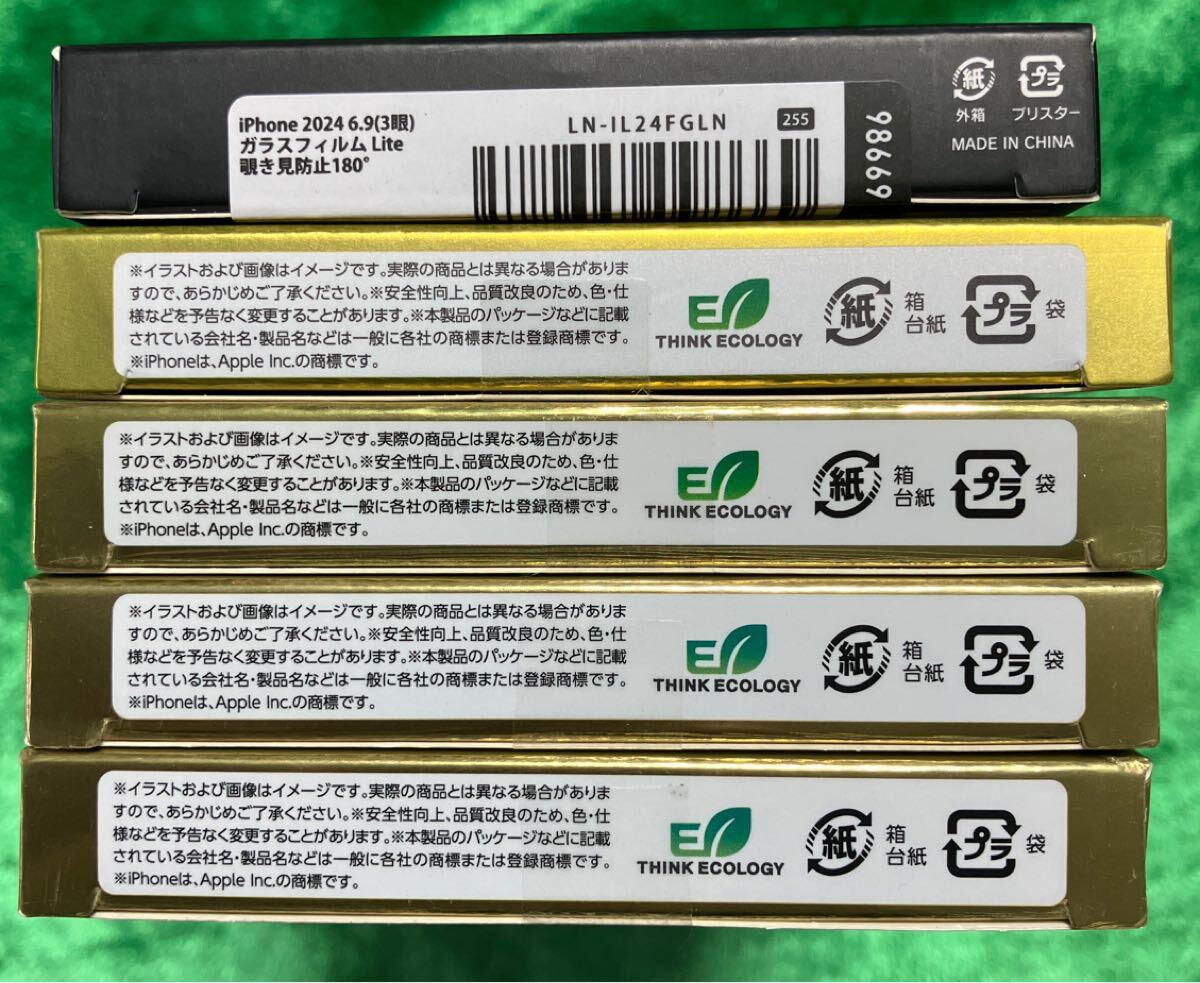 iPhone 2024 6.9(3眼)
ガラスフィルム Lite
覗き見防止180°
LN-IL24FGLN
255
98669
紙
プラ
外箱
ブリスター
MADE IN CHINA
※イラストおよび画像はイメージです。実際の商品とは異なる場合がありま
すので、あらかじめご了承ください。※安全性向上、品質改良のため、色・仕
様などを予告なく変更することがあります。※本製品のパッケージなどに記載
されている会社名・製品名などは一般に各社の商標または登録商標です。
※iPhoneは、Apple Inc.の商標です。
THINK ECOLOGY
紙
箱
台紙
プラ
袋
※イラストおよび画像はイメージです。実際の商品とは異なる場合がありま
すので、あらかじめご了承ください。※安全性向上、品質改良のため、色・仕
様などを予告なく変更することがあります。※本製品のパッケージなどに記載
されている会社名・製品名などは一般に各社の商標または登録商標です。
※iPhoneは、Apple Inc.の商標です。
THINK ECOLOGY
紙
箱
台紙
プラ
袋
※イラストおよび画像はイメージです。実際の商品とは異なる場合がありま
すので、あらかじめご了承ください。※安全性向上、品質改良のため、色・仕
様などを予告なく変更することがあります。※本製品のパッケージなどに記載
されている会社名・製品名などは一般に各社の商標または登録商標です。
※iPhoneは、Apple Inc.の商標です。
THINK ECOLOGY
紙
箱
台紙
プラ
袋
※イラストおよび画像はイメージです。実際の商品とは異なる場合がありま
すので、あらかじめご了承ください。※安全性向上、品質改良のため、色・仕
様などを予告なく変更することがあります。※本製品のパッケージなどに記載
されている会社名・製品名などは一般に各社の商標または登録商標です。
※iPhoneは、Apple Inc.の商標です。
THINK ECOLOGY
紙
箱
台紙
プラ
袋